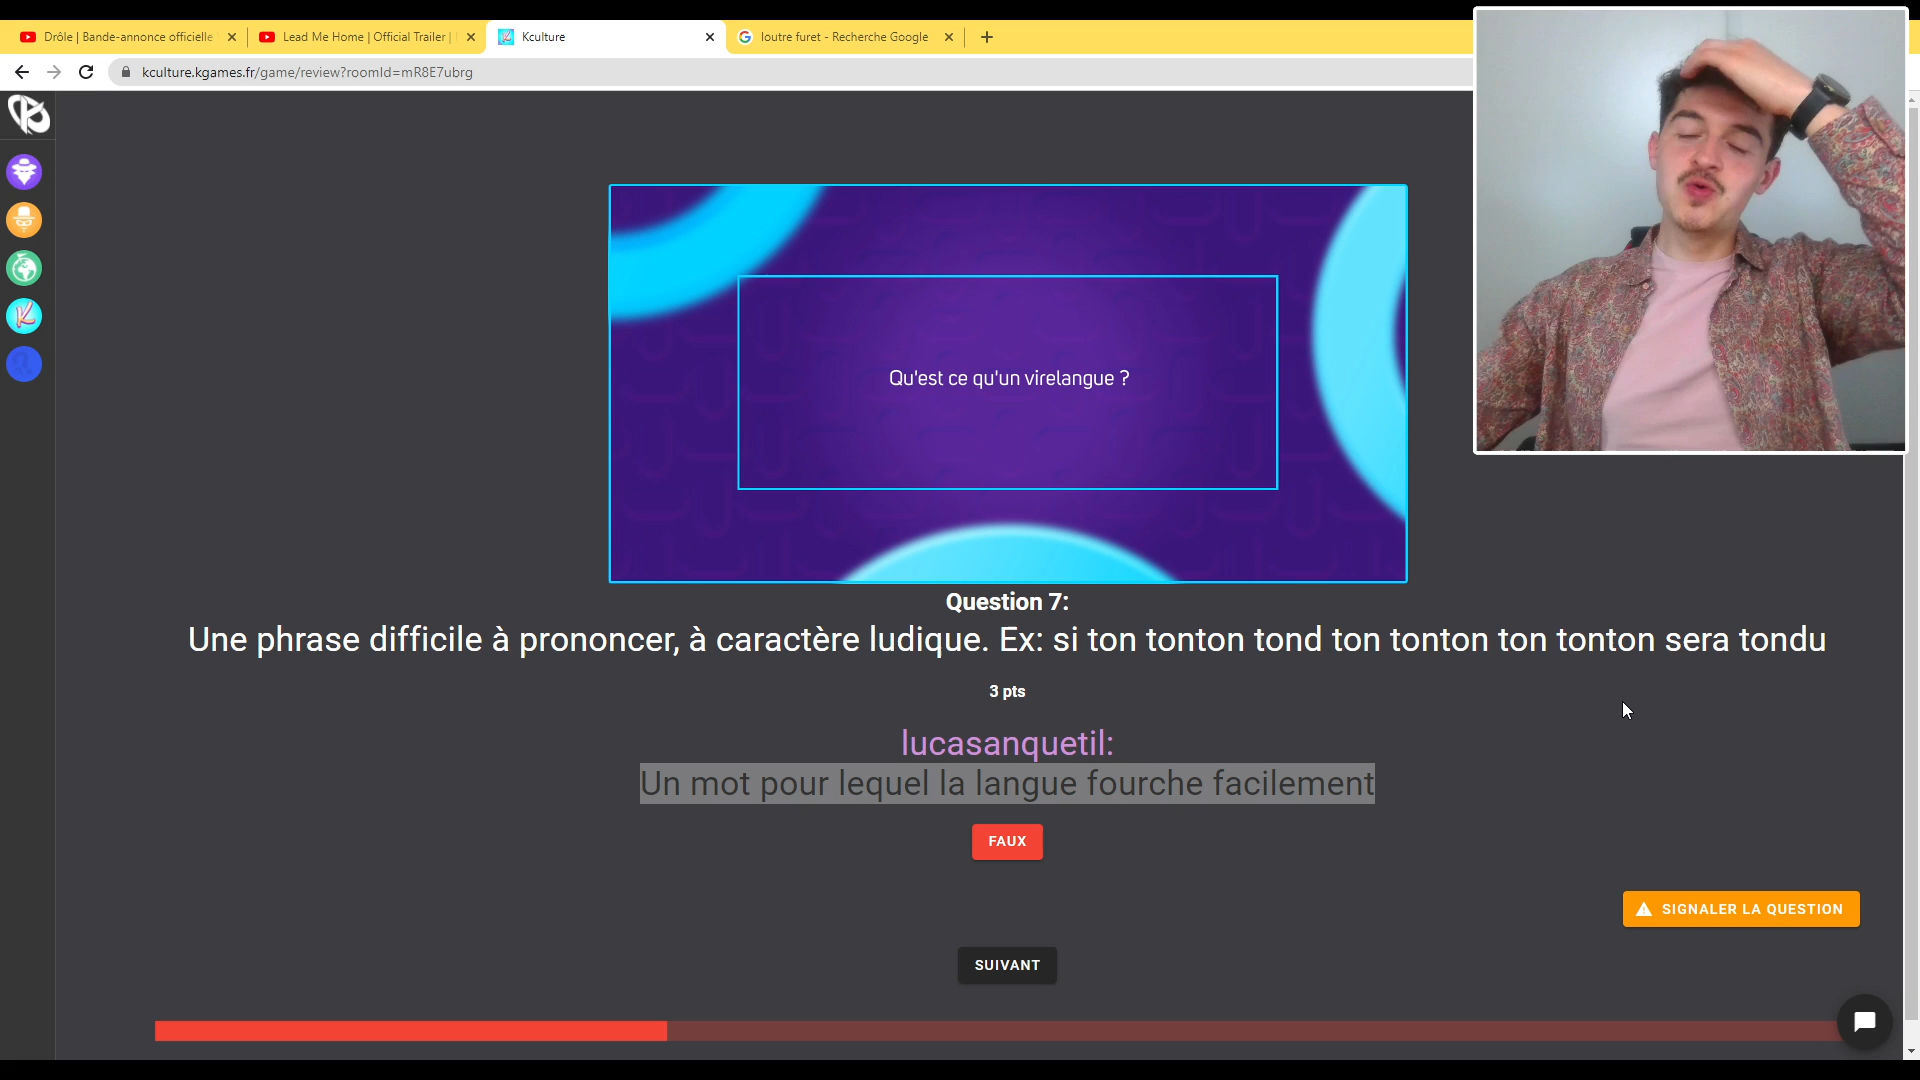 Drôle | Bande-annonce officielle
Lead Me Home | Official Trailer |
Kculture
loutre furet - Recherche Google
kculture.kgames.fr/game/review?roomId=mR8E7ubrg
Qu'est ce qu'un virelangue ?
Question 7:
Une phrase difficile à prononcer, à caractère ludique. Ex: si ton tonton tond ton tonton ton tonton sera tondu
3 pts
lucasanquetil:
Un mot pour lequel la langue fourche facilement
FAUX
SIGNALER LA QUESTION
SUIVANT